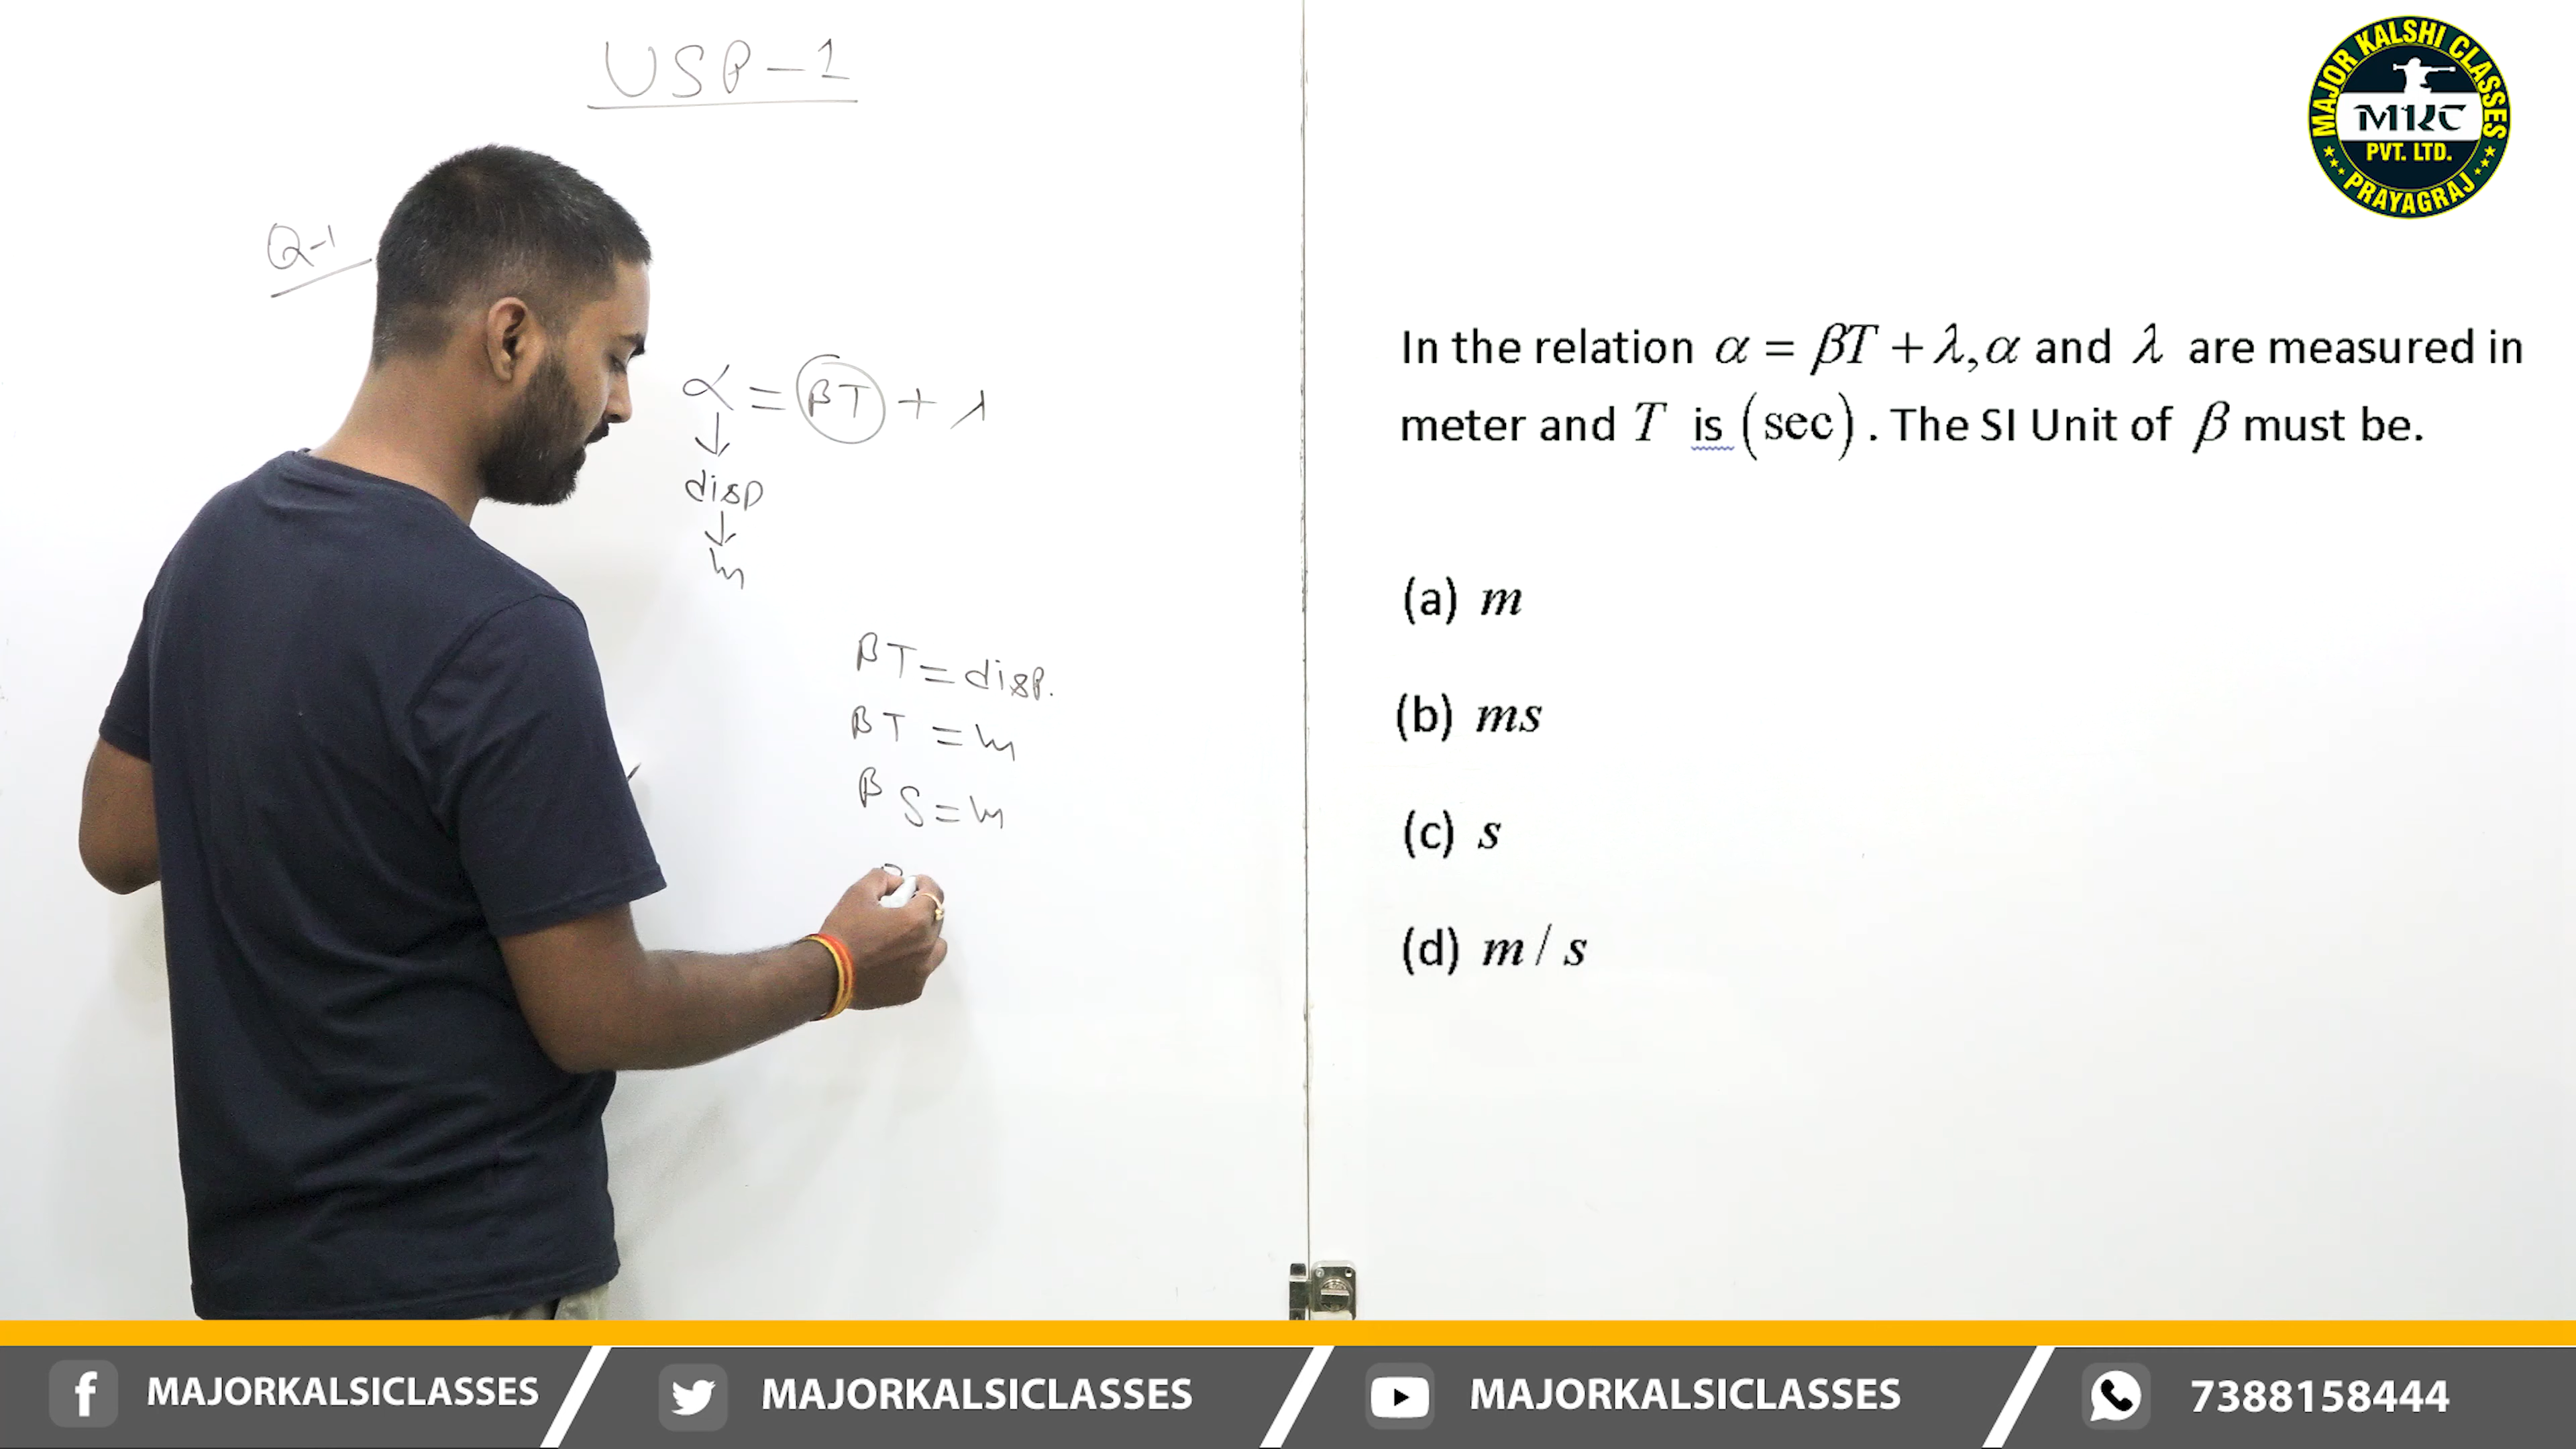 USP-1
Q-1
α = βT + λ
disp
m
βT = disp.
βT = m
β S = m
MAJOR KALSHI CLASSES
MKC
PVT. LTD.
PRAYAGRAJ
In the relation α = βT + λ, α and λ are measured in
meter and T is (sec). The SI Unit of β must be.
(a) m
(b) ms
(c) s
(d) m / s
MAJORKALSICLASSES
MAJORKALSICLASSES
MAJORKALSICLASSES
7388158444